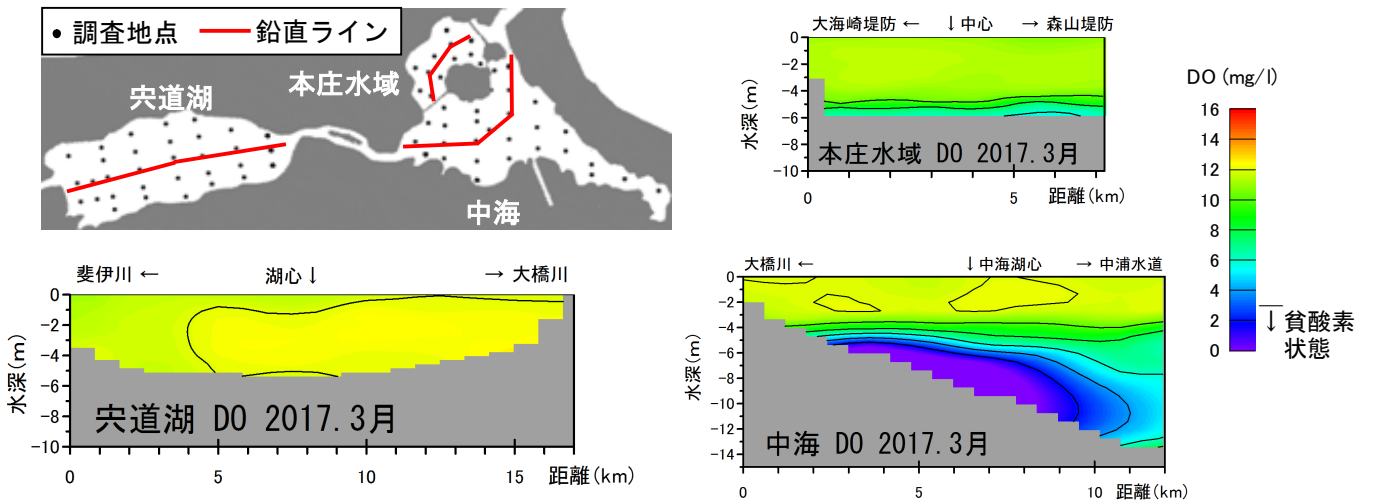 • 調査地点 鉛直ライン
宍道湖
本庄水域
中海
大海崎堤防 ← ↓中心 → 森山堤防
0
-2
-4
-6
-8
-10
水深(m)
本庄水域 DO 2017.3月
0 5 距離(km)
DO (mg/l)
16
14
12
10
8
6
4
2
0
↓貧酸素
状態
斐伊川 ← 湖心↓ → 大橋川
0
-2
-4
-6
-8
-10
水深(m)
宍道湖 DO 2017.3月
0 5 10 15 距離(km)
大橋川 ← ↓中海湖心 → 中浦水道
0
-2
-4
-6
-8
-10
-12
-14
水深(m)
中海 DO 2017.3月
0 5 10 距離(km)